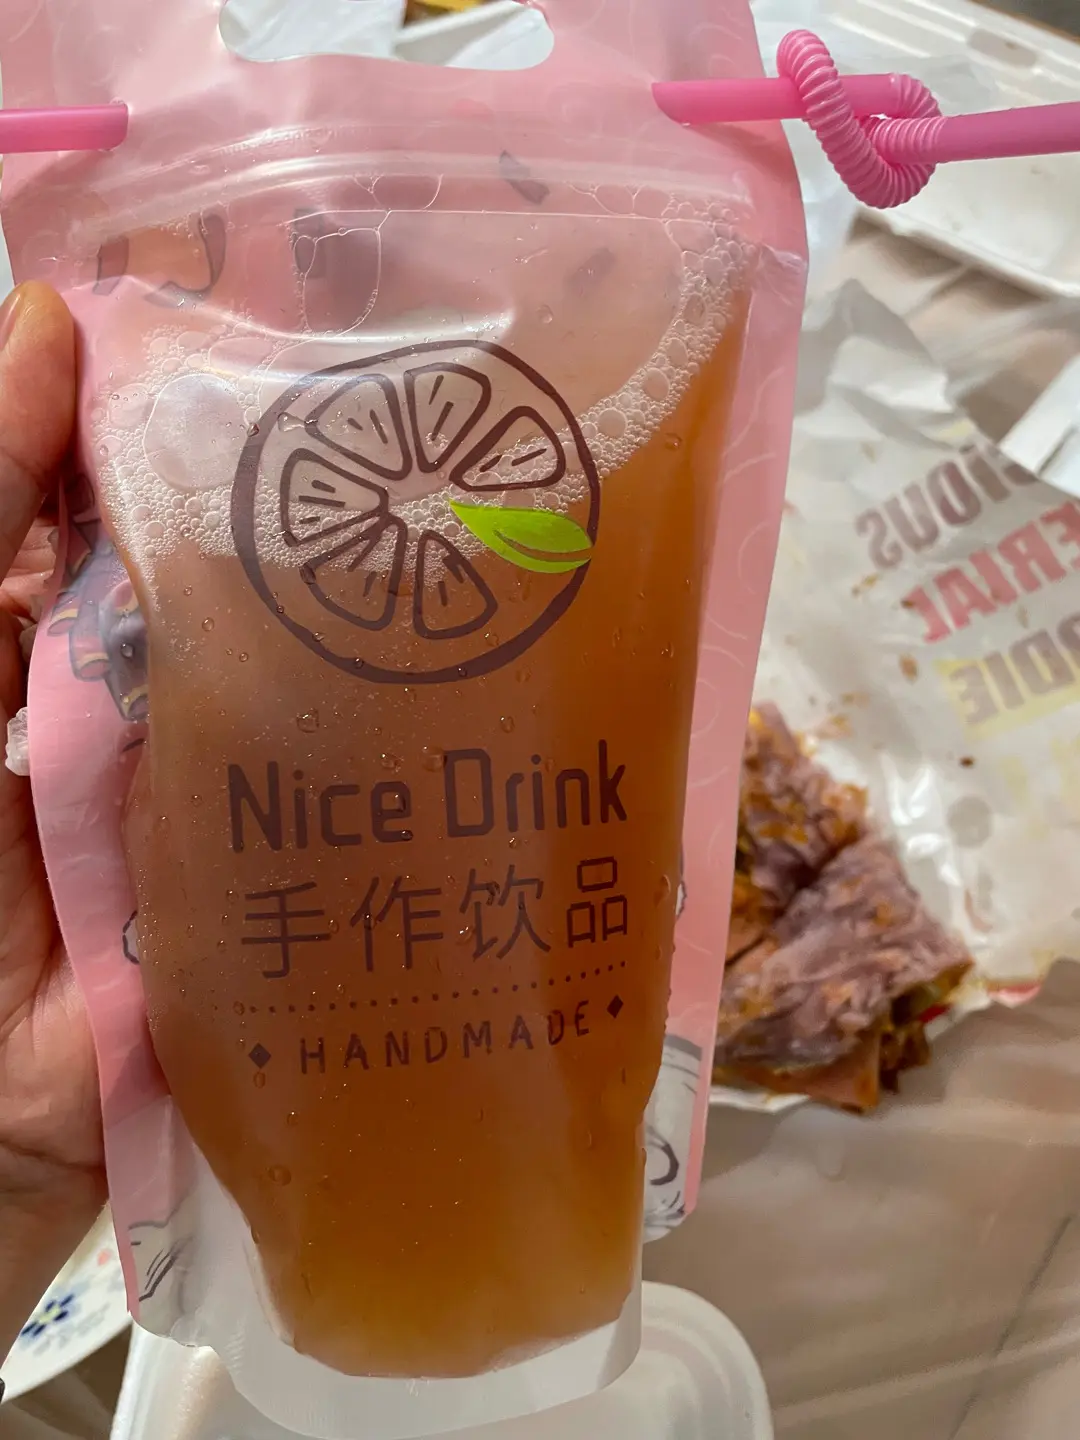 Nice Drink
手作饮品
HANDMADE